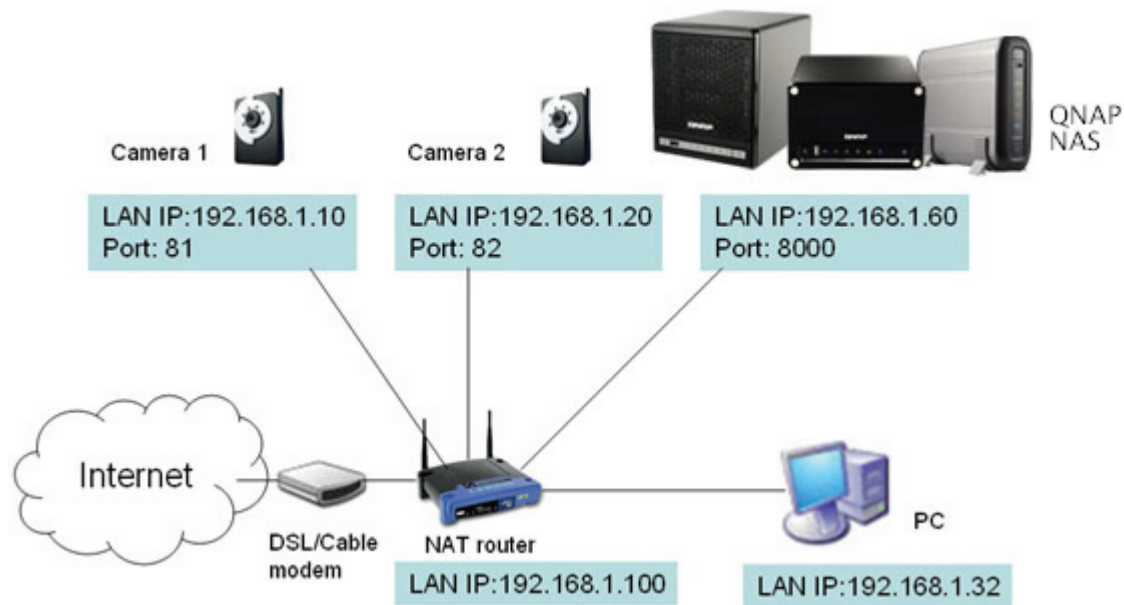 QNAP
NAS
Camera 1
Camera 2
LAN IP:192.168.1.10
Port: 81
LAN IP:192.168.1.20
Port: 82
LAN IP:192.168.1.60
Port: 8000
QNAP
Internet
DSL/Cable
modem
NAT router
PC
LAN IP:192.168.1.100
LAN IP:192.168.1.32